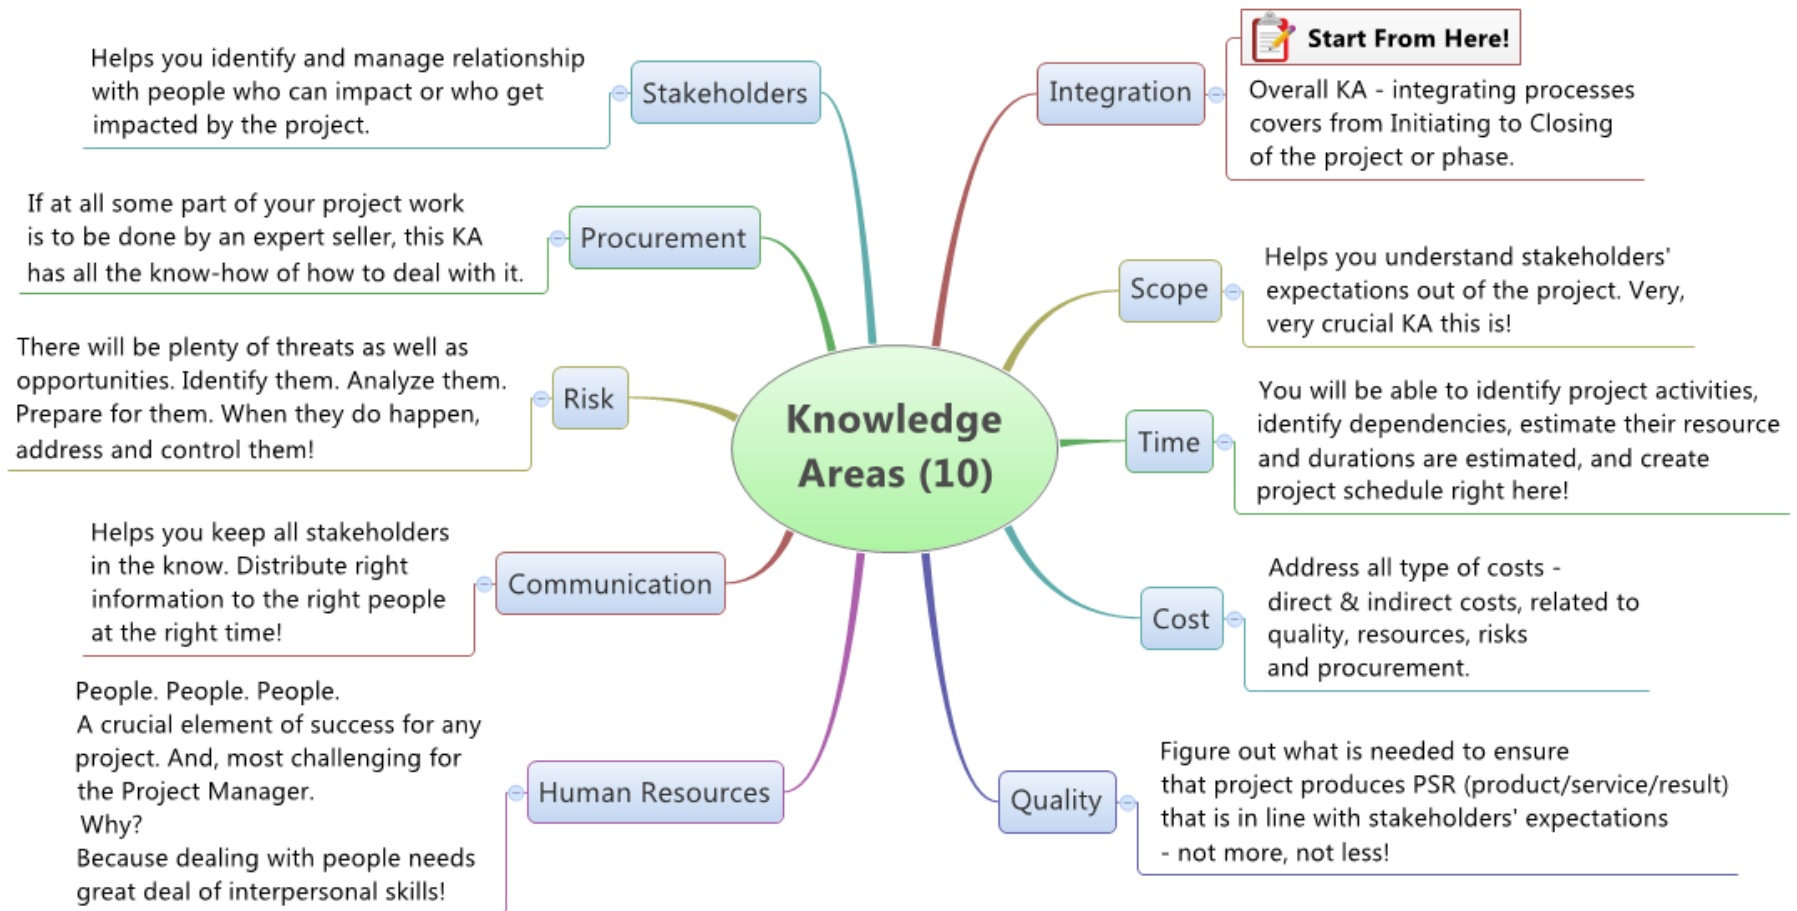 Knowledge
Areas (10)
Integration
Start From Here!
Overall KA - integrating processes
covers from Initiating to Closing
of the project or phase.
Scope
Helps you understand stakeholders'
expectations out of the project. Very,
very crucial KA this is!
Time
You will be able to identify project activities,
identify dependencies, estimate their resource
and durations are estimated, and create
project schedule right here!
Cost
Address all type of costs -
direct & indirect costs, related to
quality, resources, risks
and procurement.
Quality
Figure out what is needed to ensure
that project produces PSR (product/service/result)
that is in line with stakeholders' expectations
- not more, not less!
Human Resources
People. People. People.
A crucial element of success for any
project. And, most challenging for
the Project Manager.
Why?
Because dealing with people needs
great deal of interpersonal skills!
Communication
Helps you keep all stakeholders
in the know. Distribute right
information to the right people
at the right time!
Risk
There will be plenty of threats as well as
opportunities. Identify them. Analyze them.
Prepare for them. When they do happen,
address and control them!
Procurement
If at all some part of your project work
is to be done by an expert seller, this KA
has all the know-how of how to deal with it.
Stakeholders
Helps you identify and manage relationship
with people who can impact or who get
impacted by the project.